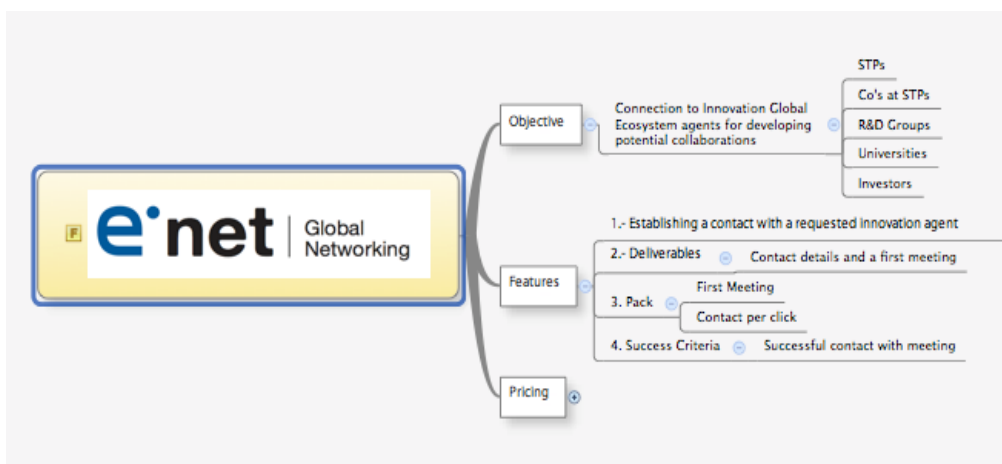 STPs
Co's at STPs
Objective
Connection to Innovation Global
Ecosystem agents for developing
potential collaborations
R&D Groups
Universities
Investors
F
e·net
Global
Networking
1.- Establishing a contact with a requested innovation agent
2.- Deliverables
Contact details and a first meeting
Features
First Meeting
3. Pack
Contact per click
4. Success Criteria
Successful contact with meeting
Pricing